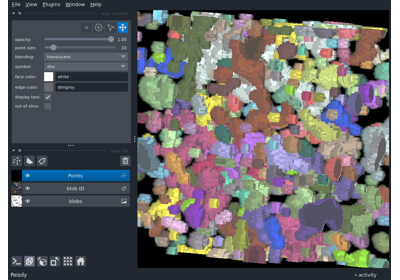 File View Plugins Window Help
opacity: 1.00
point size: 10
blending: translucent
symbol: disc
face color: white
edge color: dimgrey
display text:
out of slice:
Points
blob ID
blobs
Ready activity